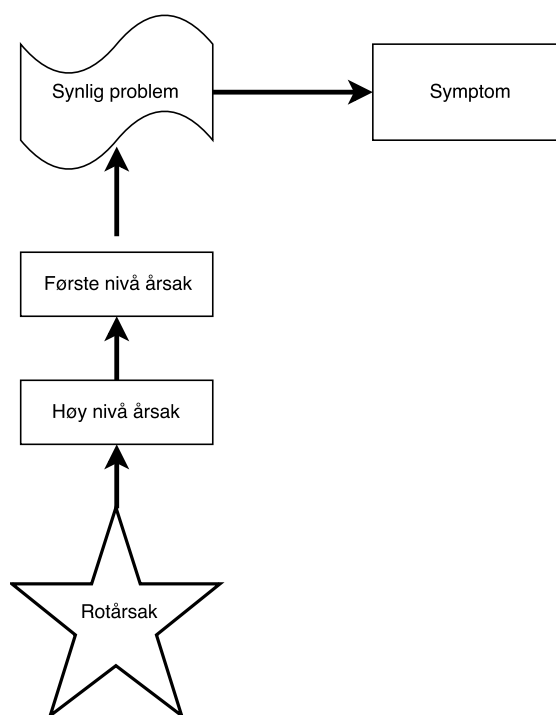 Synlig problem
Symptom
Første nivå årsak
Høy nivå årsak
Rotårsak